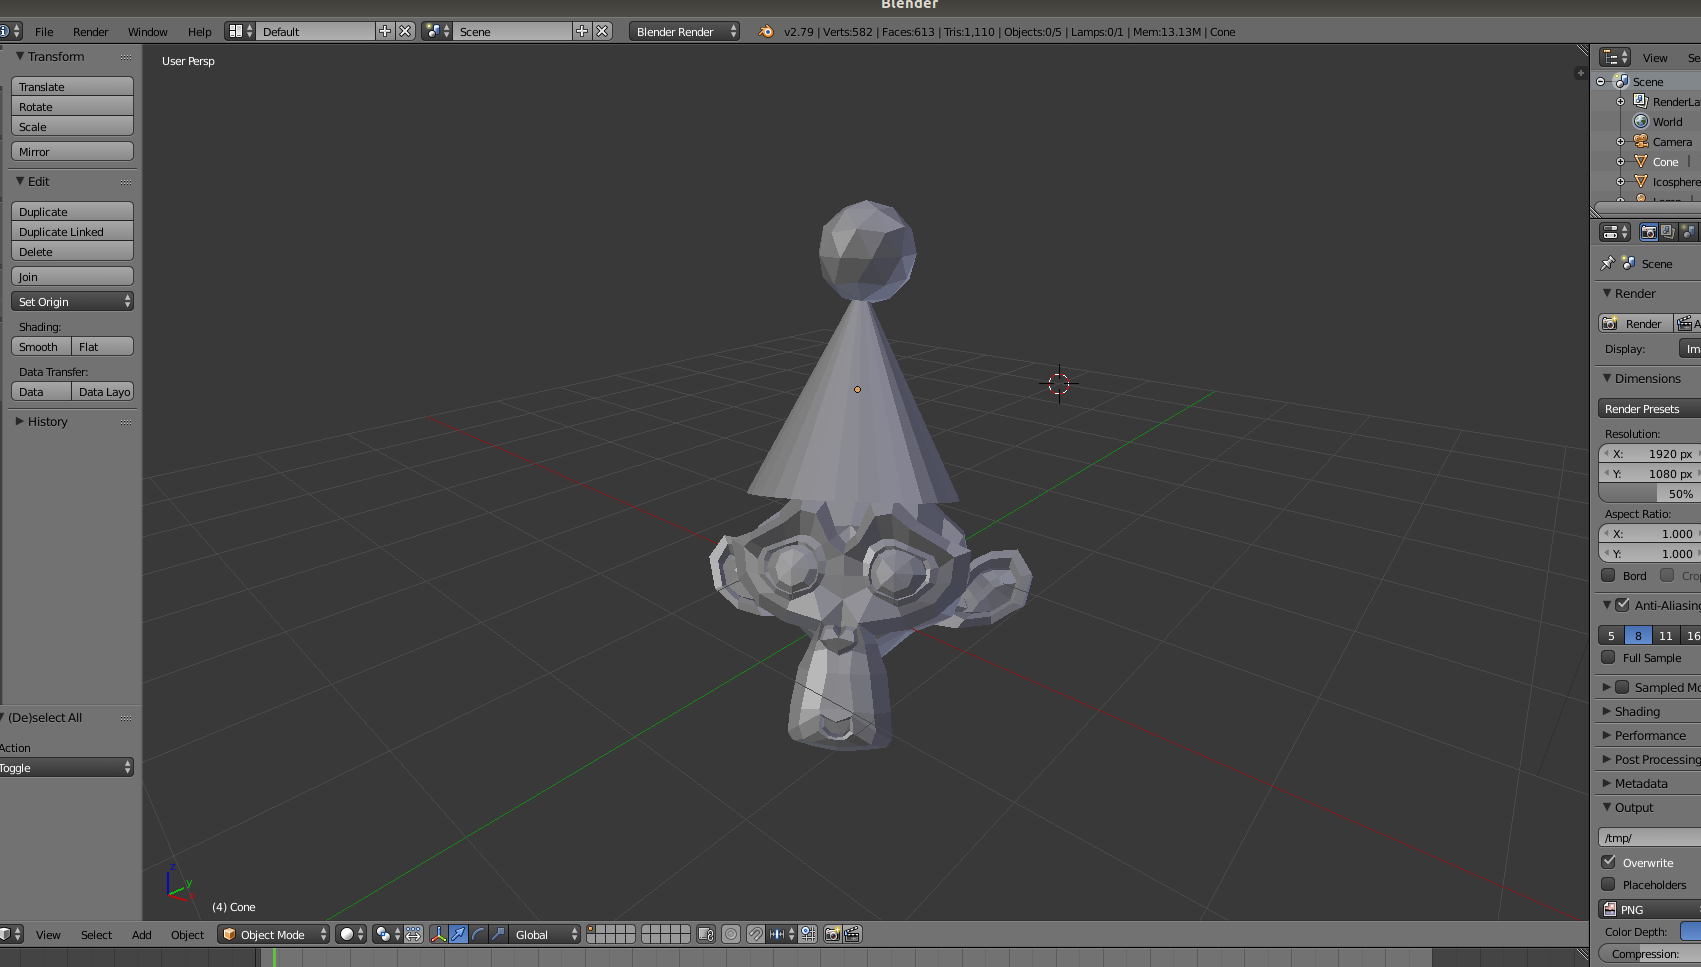 Blender
File Render Window Help Default Scene Blender Render v2.79 | Verts:582 | Faces:613 | Tris:1,110 | Objects:0/5 | Lamps:0/1 | Mem:13.13M | Cone
Transform
Translate
Rotate
Scale
Mirror
Edit
Duplicate
Duplicate Linked
Delete
Join
Set Origin
Shading:
Smooth Flat
Data Transfer:
Data Data Layo
History
(De)select All
Action
Toggle
User Persp
z
y
(4) Cone
View Select Add Object Object Mode Global
View Se
Scene
RenderLa
World
Camera
Cone
Icosphere
Scene
Render
Render A
Display: Im
Dimensions
Render Presets
Resolution:
X: 1920 px
Y: 1080 px
50%
Aspect Ratio:
X: 1.000
Y: 1.000
Bord Cro
Anti-Aliasing
5 8 11 16
Full Sample
Sampled Mo
Shading
Performance
Post Processing
Metadata
Output
/tmp/
Overwrite
Placeholders
PNG
Color Depth:
Compression: